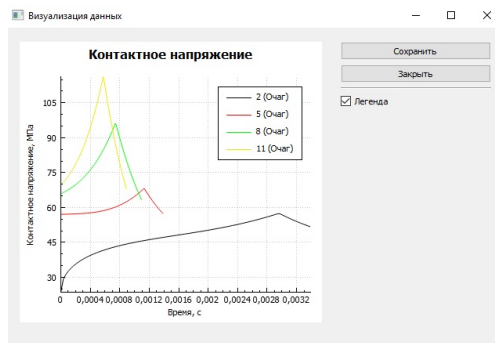 Визуализация данных
Контактное напряжение
Сохранить
Закрыть
Легенда
2 (Очаг)
5 (Очаг)
8 (Очаг)
11 (Очаг)
Контактное напряжение, МПа
105
90
75
60
45
30
0 0,0004 0,0008 0,0012 0,0016 0,002 0,0024 0,0028 0,0032
Время, с